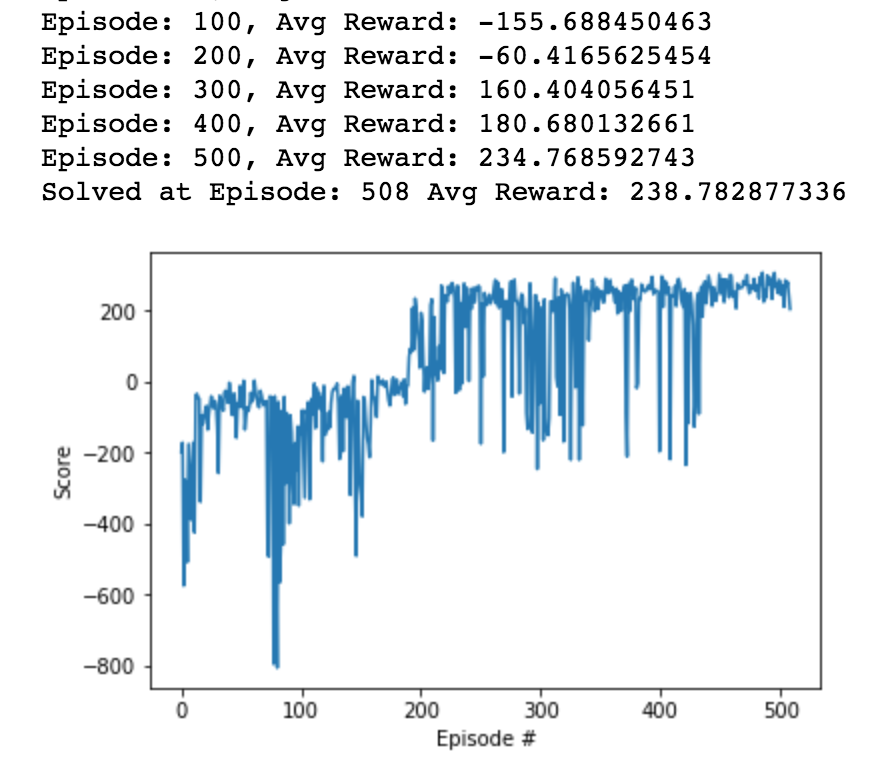 Episode: 100, Avg Reward: -155.688450463
Episode: 200, Avg Reward: -60.4165625454
Episode: 300, Avg Reward: 160.404056451
Episode: 400, Avg Reward: 180.680132661
Episode: 500, Avg Reward: 234.768592743
Solved at Episode: 508 Avg Reward: 238.782877336
200
0
−200
−400
−600
−800
Score
0 100 200 300 400 500
Episode #